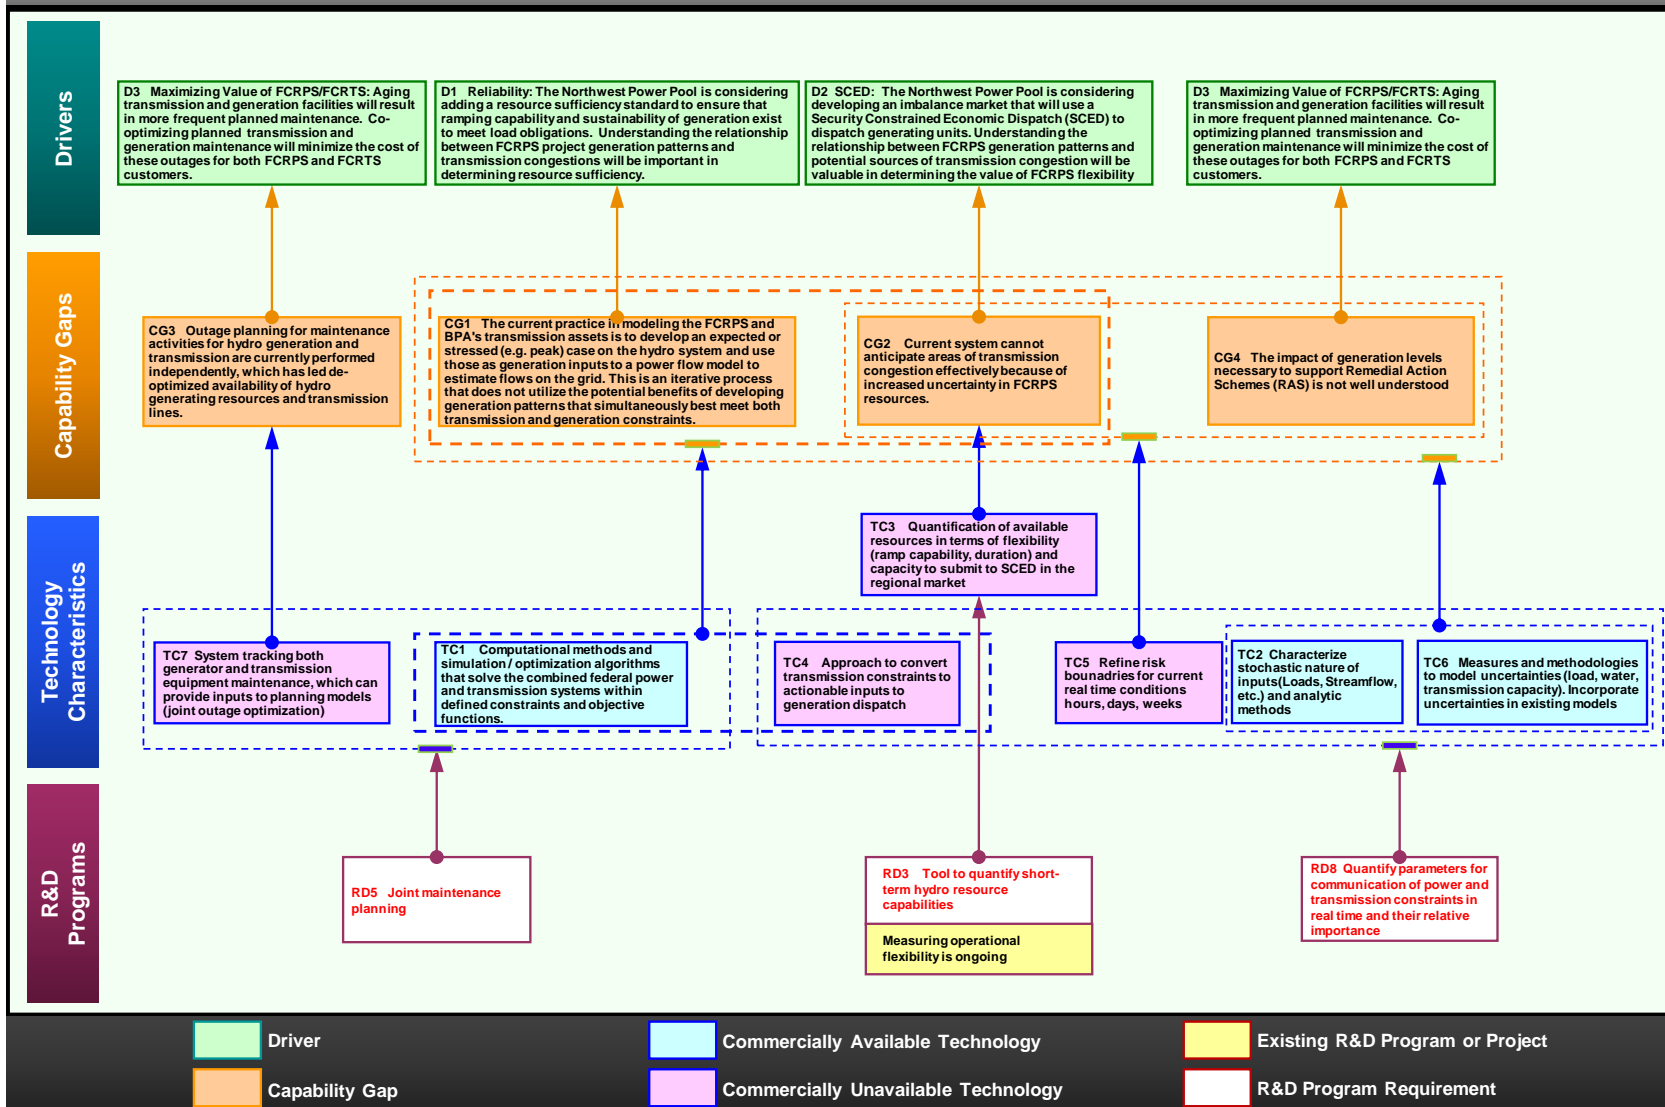 Drivers
D3 Maximizing Value of FCRPS/FCRTS: Aging
transmission and generation facilities will result
in more frequent planned maintenance. Co-
optimizing planned transmission and
generation maintenance will minimize the cost of
these outages for both FCRPS and FCRTS
customers.
D1 Reliability: The Northwest Power Pool is considering
adding a resource sufficiency standard to ensure that
ramping capability and sustainability of generation exist
to meet load obligations. Understanding the relationship
between FCRPS project generation patterns and
transmission congestions will be important in
determining resource sufficiency.
D2 SCED: The Northwest Power Pool is considering
developing an imbalance market that will use a
Security Constrained Economic Dispatch (SCED) to
dispatch generating units. Understanding the
relationship between FCRPS generation patterns and
potential sources of transmission congestion will be
valuable in determining the value of FCRPS flexibility
D3 Maximizing Value of FCRPS/FCRTS: Aging
transmission and generation facilities will result
in more frequent planned maintenance. Co-
optimizing planned transmission and
generation maintenance will minimize the cost of
these outages for both FCRPS and FCRTS
customers.
Capability Gaps
CG3 Outage planning for maintenance
activities for hydro generation and
transmission are currently performed
independently, which has led de-
optimized availability of hydro
generating resources and transmission
lines.
CG1 The current practice in modeling the FCRPS and
BPA's transmission assets is to develop an expected or
stressed (e.g. peak) case on the hydro system and use
those as generation inputs to a power flow model to
estimate flows on the grid. This is an iterative process
that does not utilize the potential benefits of developing
generation patterns that simultaneously best meet both
transmission and generation constraints.
CG2 Current system cannot
anticipate areas of transmission
congestion effectively because of
increased uncertainty in FCRPS
resources.
CG4 The impact of generation levels
necessary to support Remedial Action
Schemes (RAS) is not well understood
Technology
Characteristics
TC3 Quantification of available
resources in terms of flexibility
(ramp capability, duration) and
capacity to submit to SCED in the
regional market
TC7 System tracking both
generator and transmission
equipment maintenance, which can
provide inputs to planning models
(joint outage optimization)
TC1 Computational methods and
simulation / optimization algorithms
that solve the combined federal power
and transmission systems within
defined constraints and objective
functions.
TC4 Approach to convert
transmission constraints to
actionable inputs to
generation dispatch
TC5 Refine risk
bounadries for current
real time conditions
hours, days, weeks
TC2 Characterize
stochastic nature of
inputs(Loads, Streamflow,
etc.) and analytic
methods
TC6 Measures and methodologies
to model uncertainties (load, water,
transmission capacity). Incorporate
uncertainties in existing models
R&D
Programs
RD5 Joint maintenance
planning
RD3 Tool to quantify short-
term hydro resource
capabilities
Measuring operational
flexibility is ongoing
RD8 Quantify parameters for
communication of power and
transmission constraints in
real time and their relative
importance
Driver
Commercially Available Technology
Existing R&D Program or Project
Capability Gap
Commercially Unavailable Technology
R&D Program Requirement